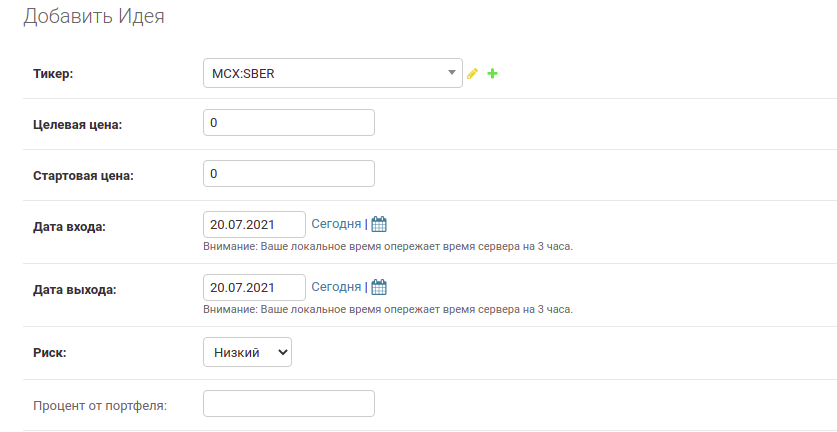 Добавить Идея
Тикер: MCX:SBER
Целевая цена: 0
Стартовая цена: 0
Дата входа: 20.07.2021 Сегодня |
Внимание: Ваше локальное время опережает время сервера на 3 часа.
Дата выхода: 20.07.2021 Сегодня |
Внимание: Ваше локальное время опережает время сервера на 3 часа.
Риск: Низкий
Процент от портфеля: